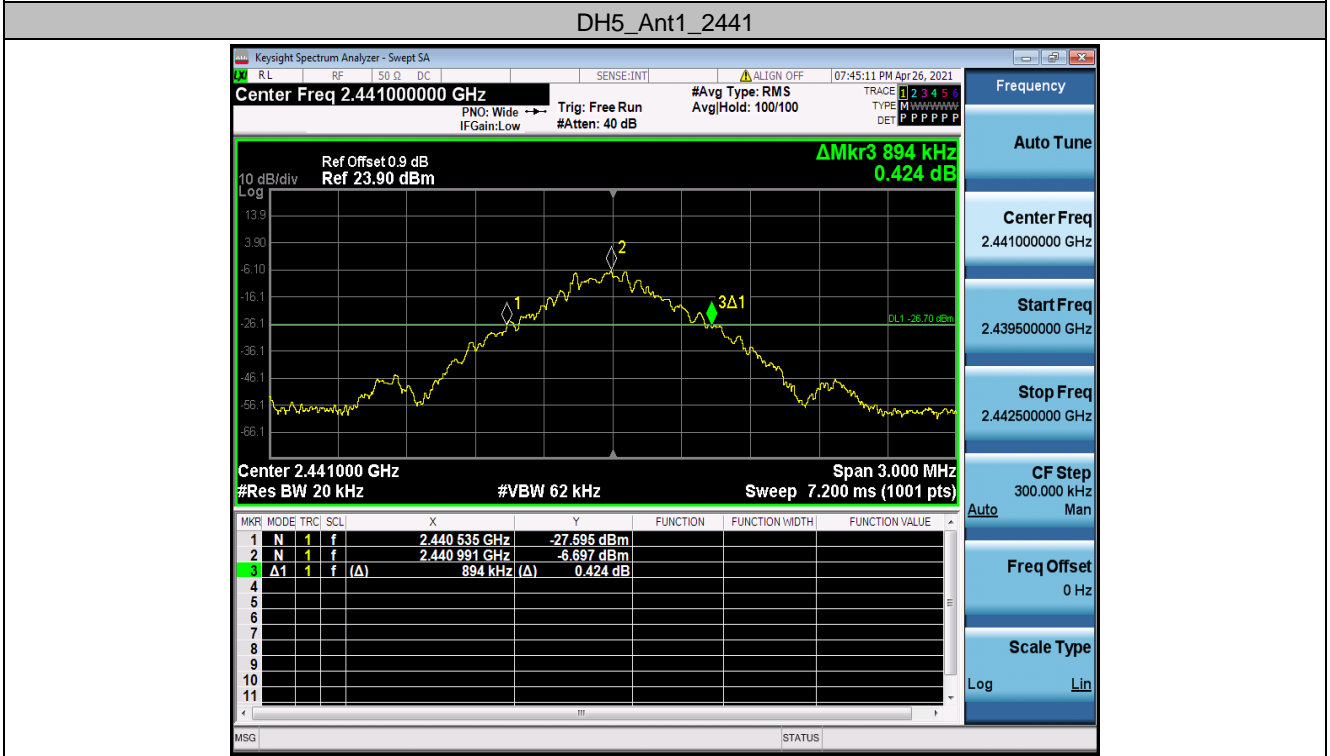 DH5_Ant1_2441
Keysight Spectrum Analyzer - Swept SA
LXI RL RF 50 Ω DC SENSE:INT ALIGN OFF 07:45:11 PM Apr 26, 2021
Center Freq 2.441000000 GHz
PNO: Wide
IFGain:Low
Trig: Free Run
#Atten: 40 dB
#Avg Type: RMS
Avg|Hold: 100/100
TRACE 1 2 3 4 5 6
TYPE M W W W W W
DET P P P P P P
Ref Offset 0.9 dB
10 dB/div Ref 23.90 dBm
Log
ΔMkr3 894 kHz
0.424 dB
13.9
3.90
-6.10
-16.1
-26.1
-36.1
-46.1
-56.1
-66.1
1
2
3Δ1
DL1 -26.70 dBm
Center 2.441000 GHz Span 3.000 MHz
#Res BW 20 kHz #VBW 62 kHz Sweep 7.200 ms (1001 pts)
MKR MODE TRC SCL X Y FUNCTION FUNCTION WIDTH FUNCTION VALUE
1 N 1 f 2.440 535 GHz -27.595 dBm
2 N 1 f 2.440 991 GHz -6.697 dBm
3 Δ1 1 f (Δ) 894 kHz (Δ) 0.424 dB
4
5
6
7
8
9
10
11
MSG STATUS
Frequency
Auto Tune
Center Freq
2.441000000 GHz
Start Freq
2.439500000 GHz
Stop Freq
2.442500000 GHz
CF Step
300.000 kHz
Auto Man
Freq Offset
0 Hz
Scale Type
Log Lin